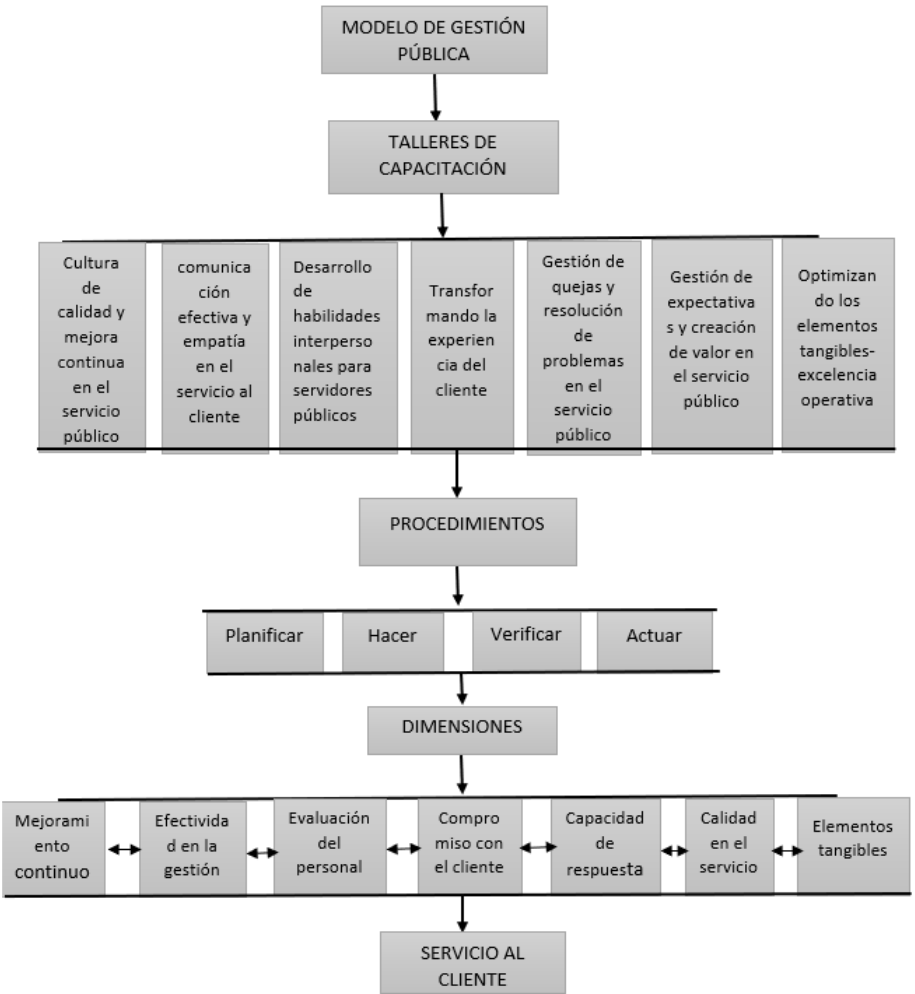 MODELO DE GESTIÓN
PÚBLICA
TALLERES DE
CAPACITACIÓN
Cultura
de
calidad y
mejora
continua
en el
servicio
público
comunica
ción
efectiva y
empatía
en el
servicio al
cliente
Desarrollo
de
habilidades
interperso
nales para
servidores
públicos
Transfor
mando la
experien
cia del
cliente
Gestión de
quejas y
resolución
de
problemas
en el
servicio
público
Gestión de
expectativa
s y creación
de valor en
el servicio
público
Optimizan
do los
elementos
tangibles-
excelencia
operativa
PROCEDIMIENTOS
Planificar
Hacer
Verificar
Actuar
DIMENSIONES
Mejorami
ento
continuo
Efectivida
d en la
gestión
Evaluación
del
personal
Compro
miso con
el cliente
Capacidad
de
respuesta
Calidad
en el
servicio
Elementos
tangibles
SERVICIO AL
CLIENTE